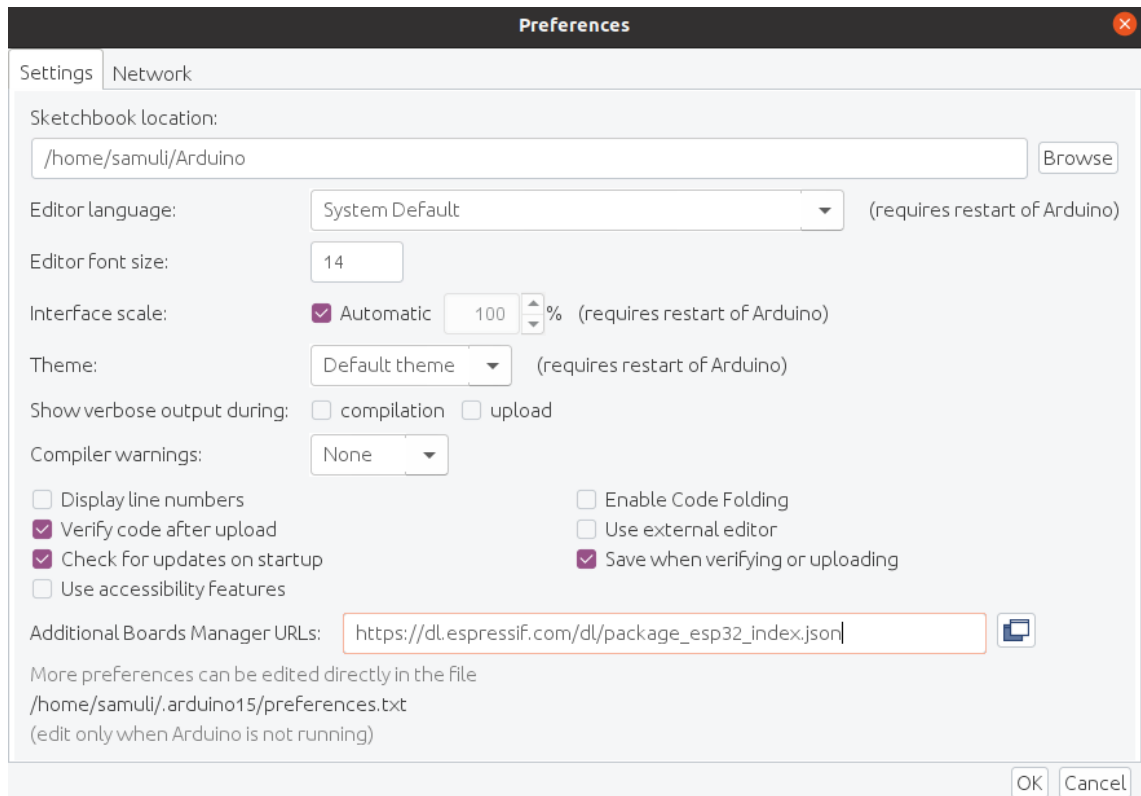 Preferences
Settings Network
Sketchbook location:
/home/samuli/Arduino Browse
Editor language: System Default (requires restart of Arduino)
Editor font size: 14
Interface scale: Automatic 100 % (requires restart of Arduino)
Theme: Default theme (requires restart of Arduino)
Show verbose output during: compilation upload
Compiler warnings: None
Display line numbers Enable Code Folding
Verify code after upload Use external editor
Check for updates on startup Save when verifying or uploading
Use accessibility features
Additional Boards Manager URLs: https://dl.espressif.com/dl/package_esp32_index.json
More preferences can be edited directly in the file
/home/samuli/.arduino15/preferences.txt
(edit only when Arduino is not running)
OK Cancel